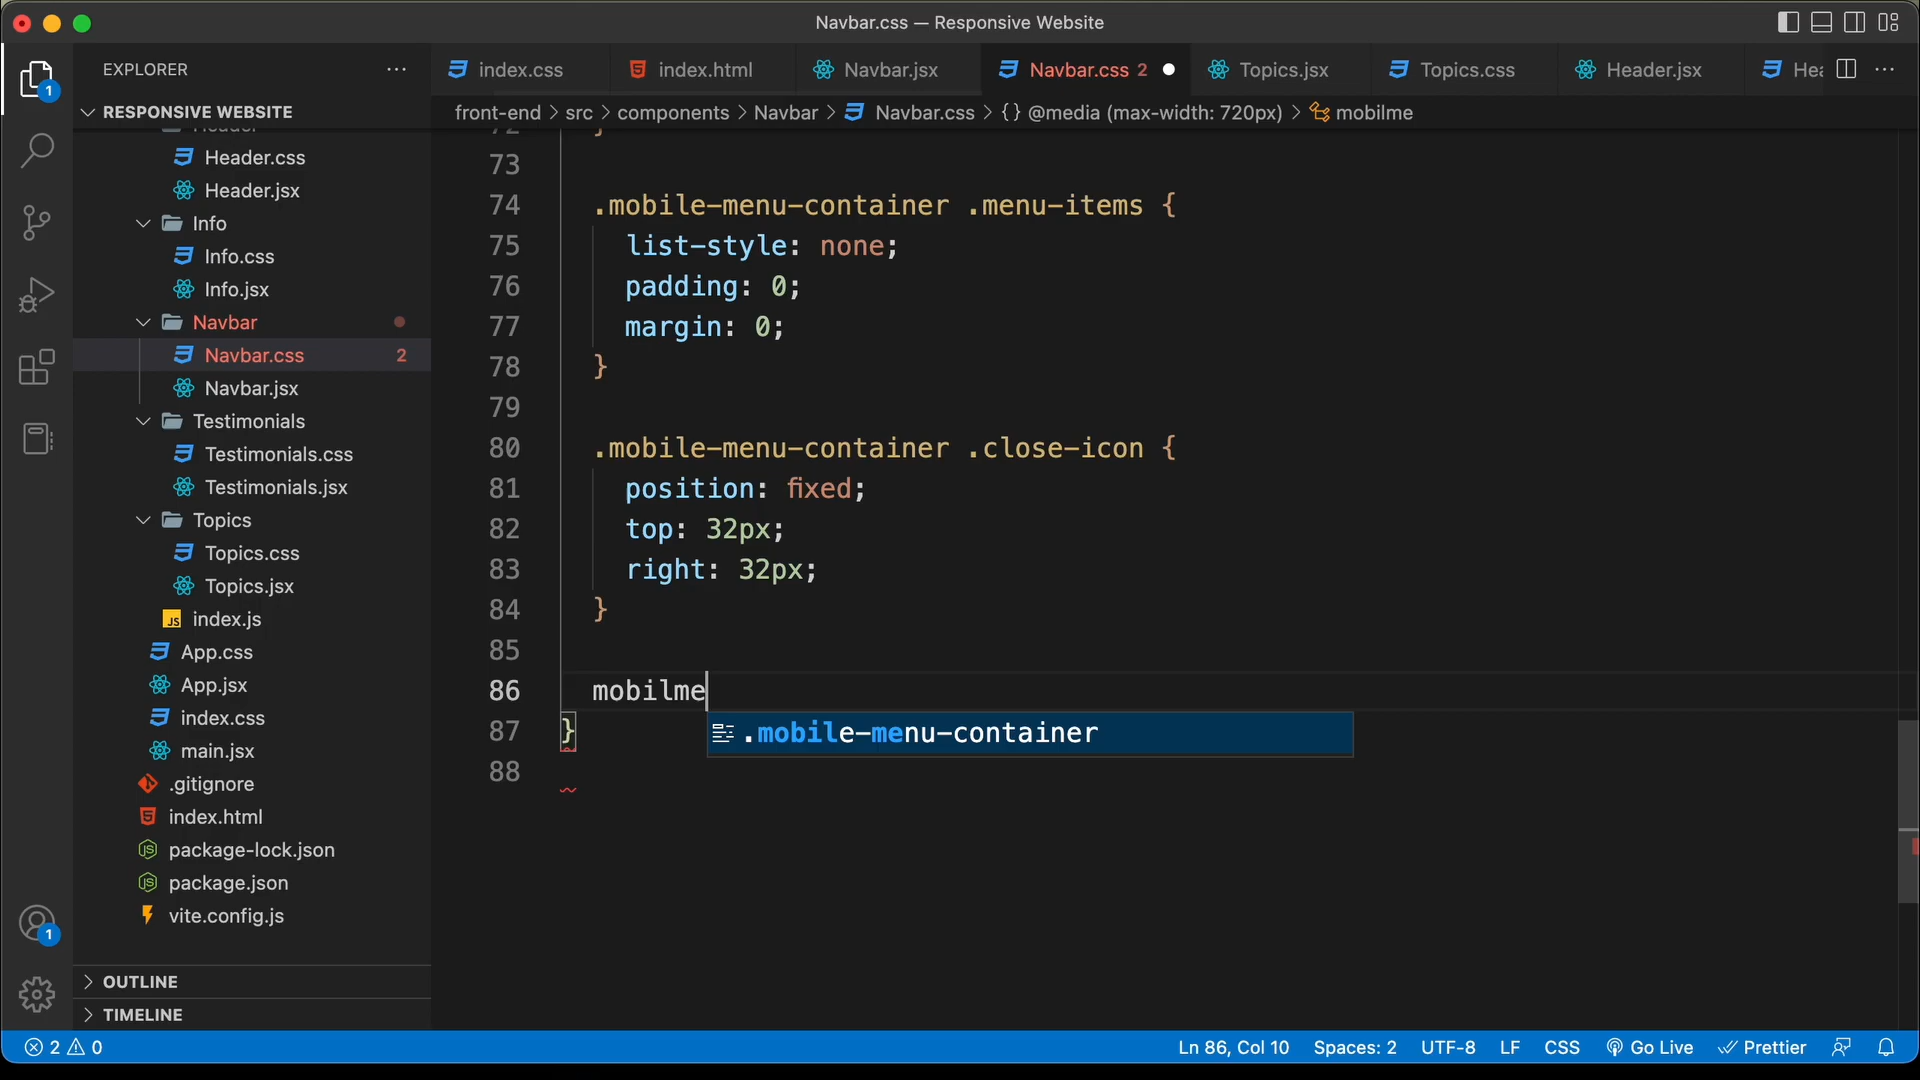 Navbar.css — Responsive Website
EXPLORER
index.css
index.html
Navbar.jsx
Navbar.css 2
Topics.jsx
Topics.css
Header.jsx
RESPONSIVE WEBSITE
front-end > src > components > Navbar > Navbar.css > {} @media (max-width: 720px) > mobilme
Header
Header.css
Header.jsx
Info
Info.css
Info.jsx
Navbar
Navbar.css 2
Navbar.jsx
Testimonials
Testimonials.css
Testimonials.jsx
Topics
Topics.css
Topics.jsx
JS index.js
App.css
App.jsx
index.css
main.jsx
.gitignore
index.html
package-lock.json
package.json
vite.config.js
OUTLINE
TIMELINE
1
1
72 }
73
74 .mobile-menu-container .menu-items {
75 list-style: none;
76 padding: 0;
77 margin: 0;
78 }
79
80 .mobile-menu-container .close-icon {
81 position: fixed;
82 top: 32px;
83 right: 32px;
84 }
85
86 mobilme
87 }
.mobile-menu-container
88
2 0
Ln 86, Col 10 Spaces: 2 UTF-8 LF CSS Go Live Prettier